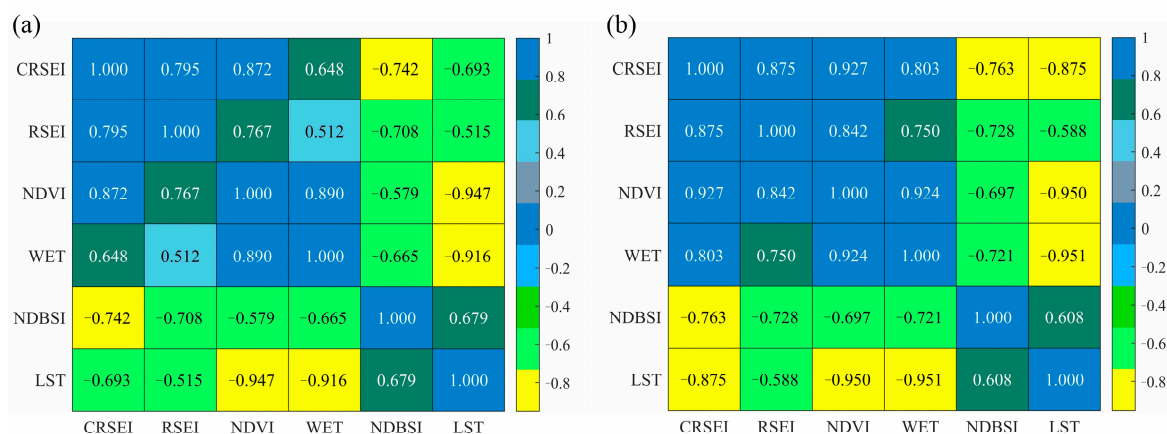 (a)
CRSEI 1.000 0.795 0.872 0.648 −0.742 −0.693
RSEI 0.795 1.000 0.767 0.512 −0.708 −0.515
NDVI 0.872 0.767 1.000 0.890 −0.579 −0.947
WET 0.648 0.512 0.890 1.000 −0.665 −0.916
NDBSI −0.742 −0.708 −0.579 −0.665 1.000 0.679
LST −0.693 −0.515 −0.947 −0.916 0.679 1.000
CRSEI RSEI NDVI WET NDBSI LST
1
0.8
0.6
0.4
0.2
0
−0.2
−0.4
−0.6
−0.8
(b)
CRSEI 1.000 0.875 0.927 0.803 −0.763 −0.875
RSEI 0.875 1.000 0.842 0.750 −0.728 −0.588
NDVI 0.927 0.842 1.000 0.924 −0.697 −0.950
WET 0.803 0.750 0.924 1.000 −0.721 −0.951
NDBSI −0.763 −0.728 −0.697 −0.721 1.000 0.608
LST −0.875 −0.588 −0.950 −0.951 0.608 1.000
CRSEI RSEI NDVI WET NDBSI LST
1
0.8
0.6
0.4
0.2
0
−0.2
−0.4
−0.6
−0.8